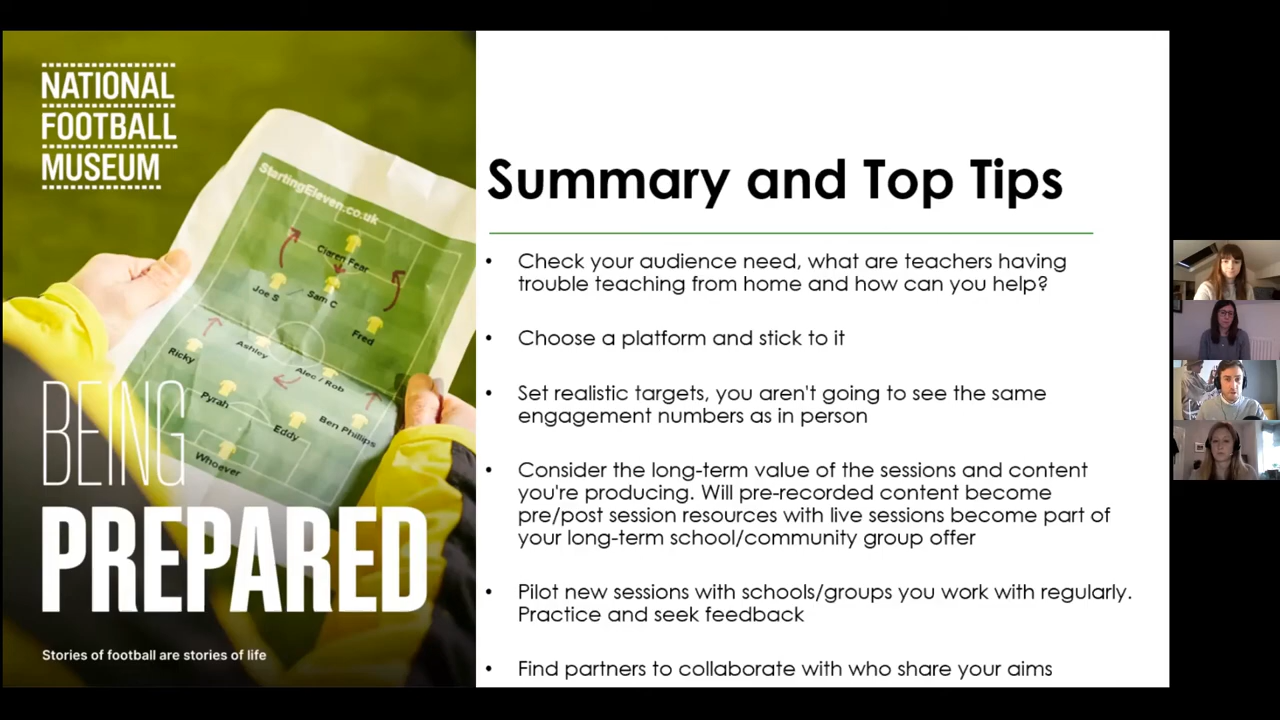 NATIONAL
FOOTBALL
MUSEUM
StartingEleven.co.uk
Ciaren Fear
Joe S
Sam C
Fred
Ricky
Ashley
Alec / Rob
Pyrah
Eddy
Ben Phillips
Whoever
BEING
PREPARED
Stories of football are stories of life
Summary and Top Tips
• Check your audience need, what are teachers having
trouble teaching from home and how can you help?
• Choose a platform and stick to it
• Set realistic targets, you aren't going to see the same
engagement numbers as in person
• Consider the long-term value of the sessions and content
you're producing. Will pre-recorded content become
pre/post session resources with live sessions become part of
your long-term school/community group offer
• Pilot new sessions with schools/groups you work with regularly.
Practice and seek feedback
• Find partners to collaborate with who share your aims